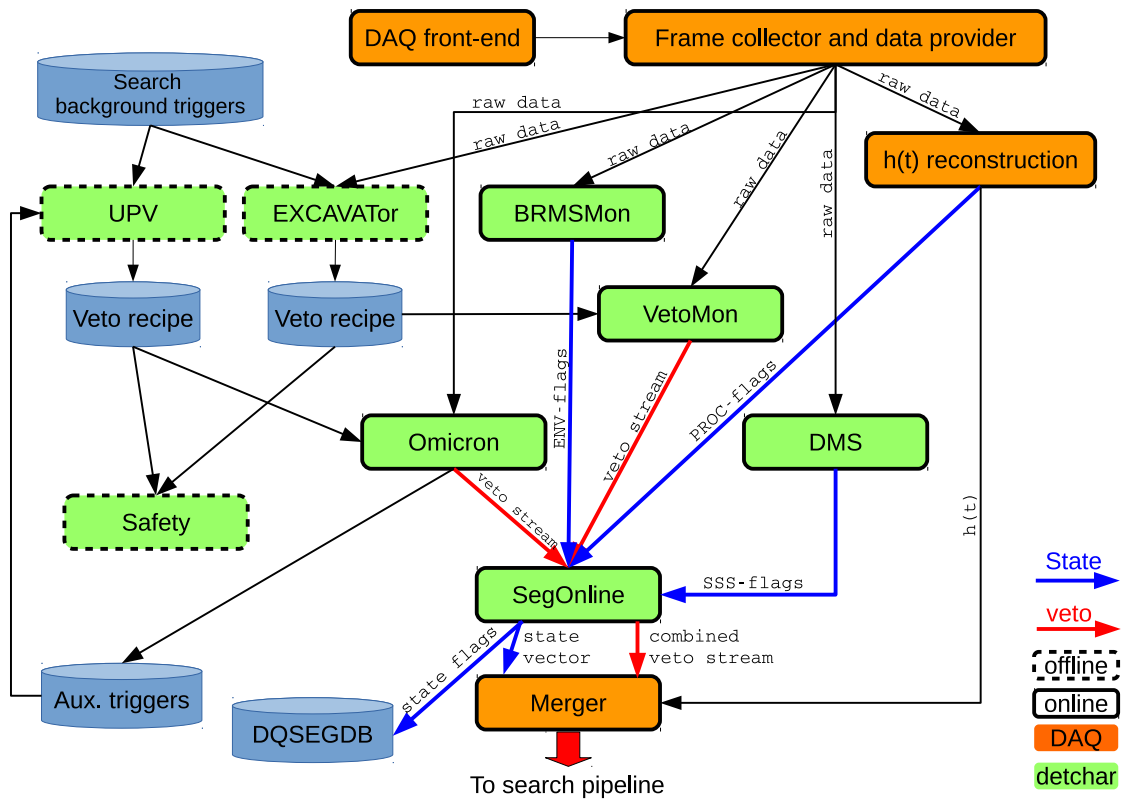 DAQ front-end
Frame collector and data provider
Search
background triggers
raw data
raw data
raw data
raw data
raw data
raw data
h(t) reconstruction
UPV
EXCAVATor
BRMSMon
Veto recipe
Veto recipe
VetoMon
ENV-flags
veto stream
PROC-flags
Omicron
DMS
veto stream
Safety
h(t)
State
SegOnline
SSS-flags
veto
state flags
state
vector
combined
veto stream
offline
Aux. triggers
Merger
online
DQSEGDB
DAQ
To search pipeline
detchar